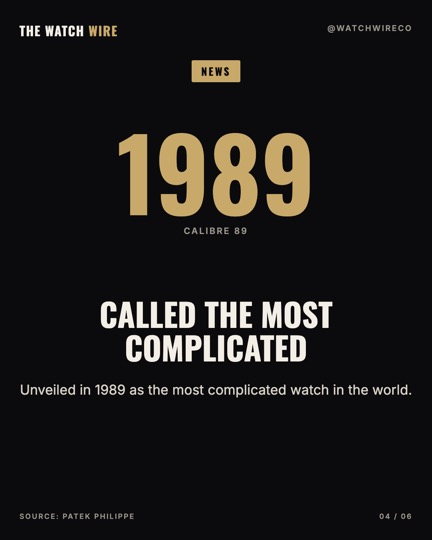 THE WATCH WIRE
@WATCHWIRECO
NEWS
1989
CALIBRE 89
CALLED THE MOST
COMPLICATED
Unveiled in 1989 as the most complicated watch in the world.
SOURCE: PATEK PHILIPPE
04 / 06